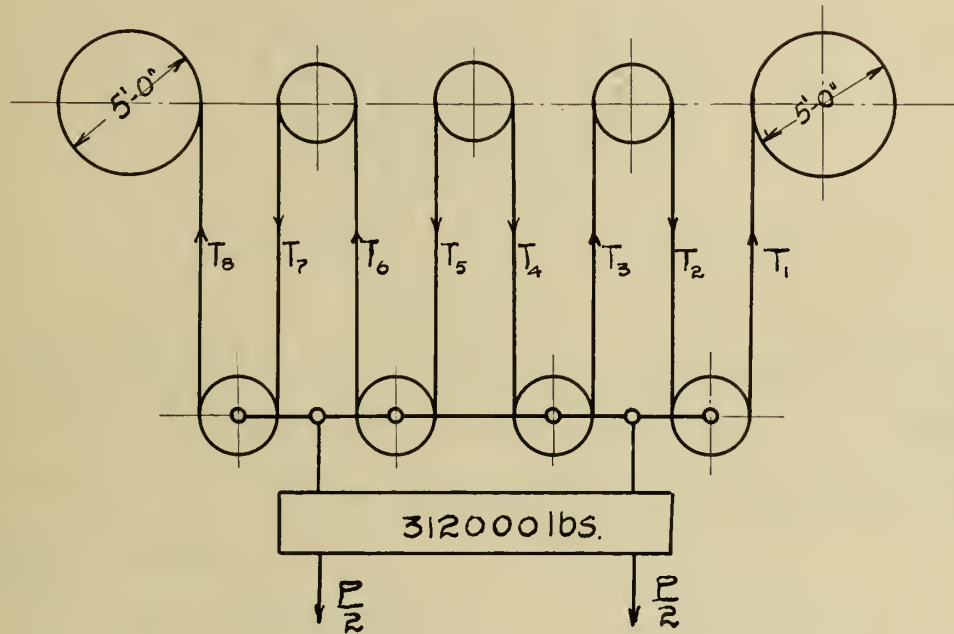 5'-0"
5'-0"
T₈ T₇ T₆ T₅ T₄ T₃ T₂ T₁
312000 lbs.
P/2 P/2